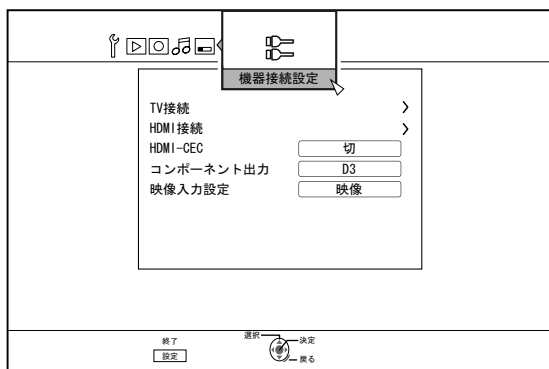 機器接続設定
TV接続
HDMI接続
HDMI-CEC 切
コンポーネント出力 D3
映像入力設定 映像
終了
設定
選択
決定
戻る